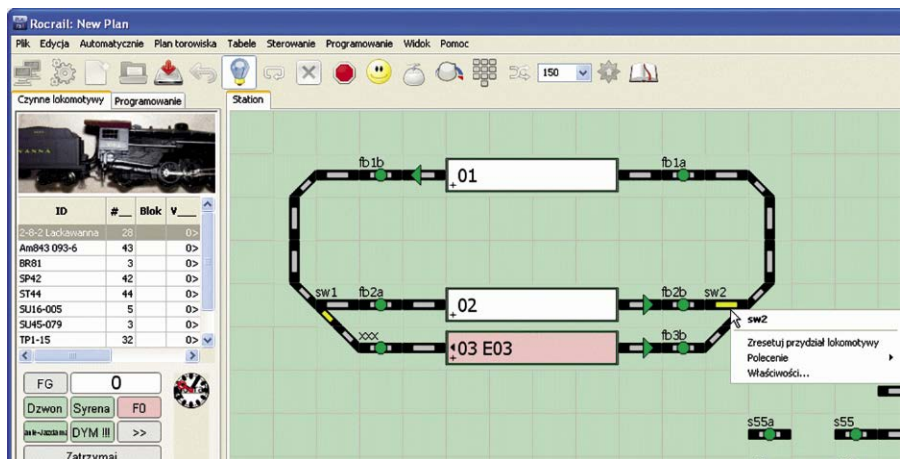 Rocrail: New Plan
Plik Edycja Automatycznie Plan torowiska Tabele Sterowanie Programowanie Widok Pomoc
150
Czynne lokomotywy Programowanie Station
fb1b 01 fb1a
ID #__ Blok V___
2-8-2 Lackawanna 28 0>
Am843 093-6 43 0>
BR81 3 0>
SP42 42 0>
ST44 44 0>
SU16-005 5 0>
SU45-079 3 0>
TP1-15 32 0>
sw1 fb2a 02 fb2b sw2
xxx 03 E03 fb3b
sw2
Zresetuj przydział lokomotywy
Polecenie
Właściwości...
FG 0
Dzwon Syrena F0
DYM !!! >>
Zatrzymaj
s55a s55